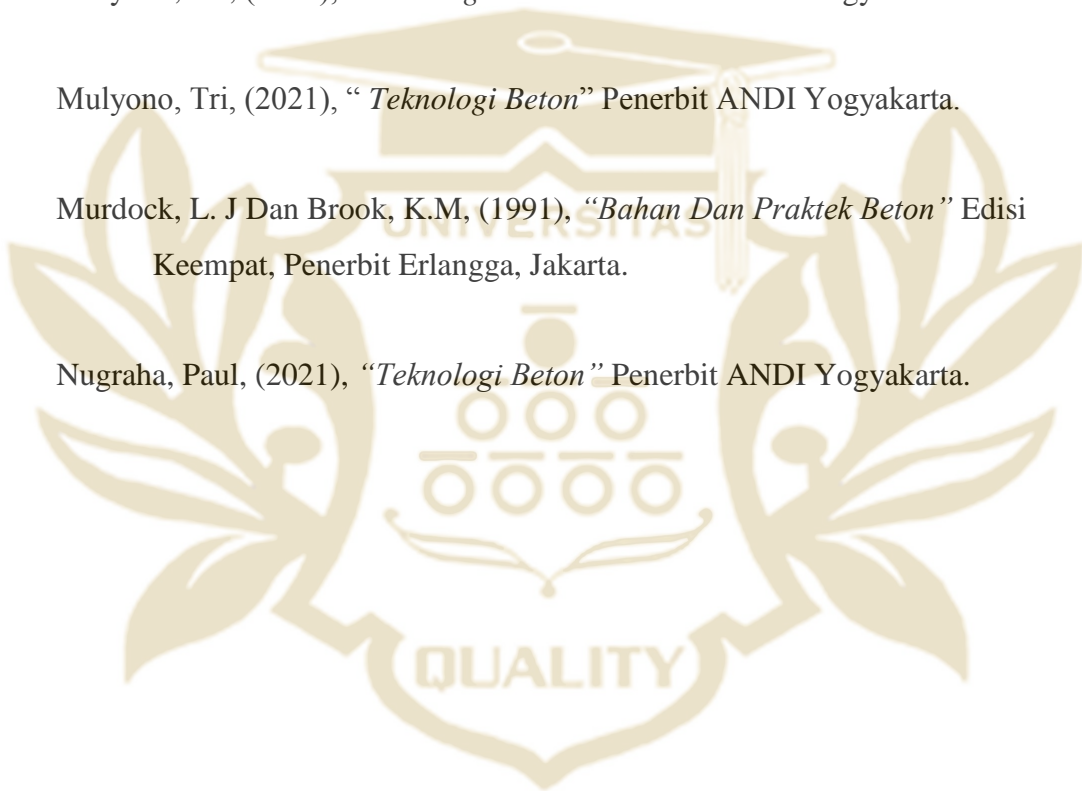 Mulyono, Tri, (2021), “ Teknologi Beton” Penerbit ANDI Yogyakarta.
Murdock, L. J Dan Brook, K.M, (1991), “Bahan Dan Praktek Beton” Edisi
Keempat, Penerbit Erlangga, Jakarta.
Nugraha, Paul, (2021), “Teknologi Beton” Penerbit ANDI Yogyakarta.
UNIVERSITAS
QUALITY